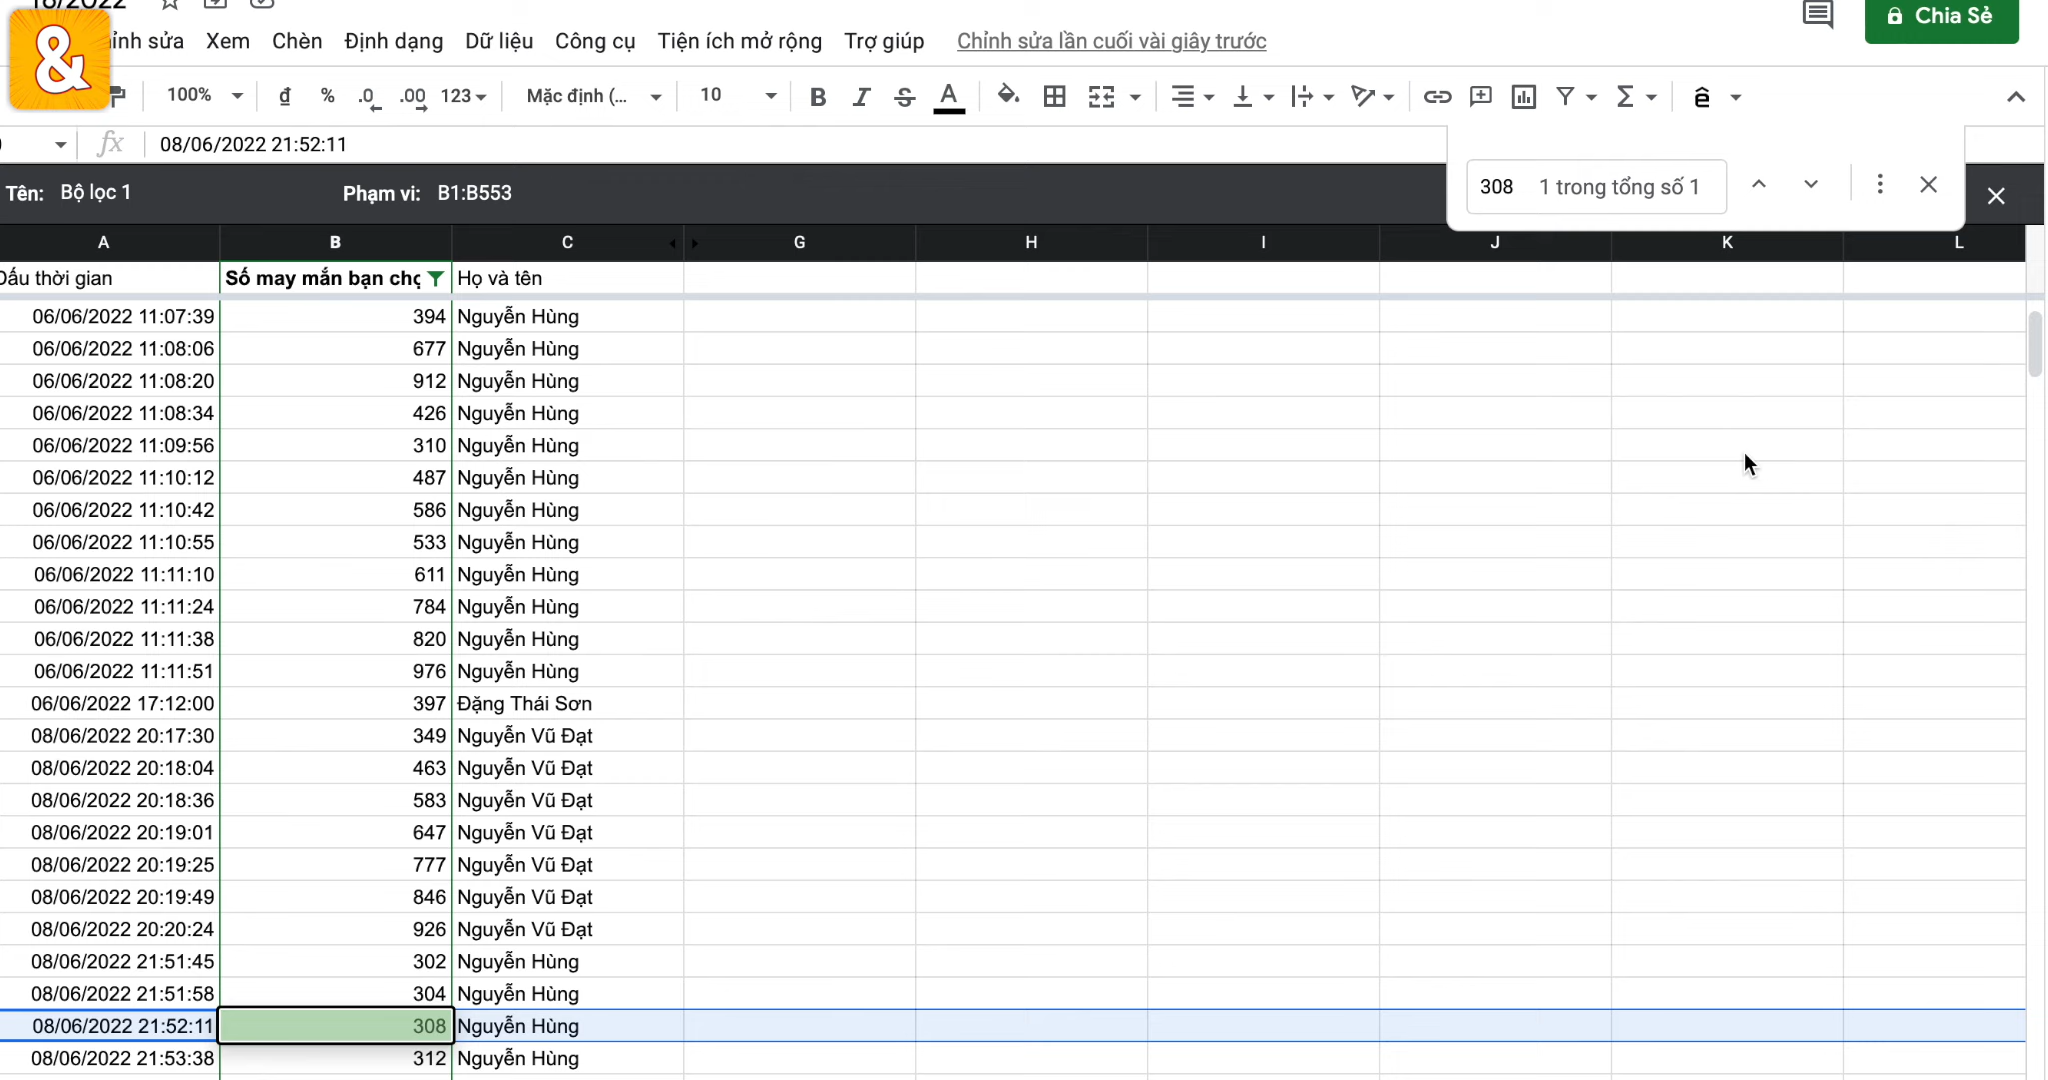 18/2022
Chia Sẻ
&
ỉnh sửa Xem Chèn Định dạng Dữ liệu Công cụ Tiện ích mở rộng Trợ giúp Chỉnh sửa lần cuối vài giây trước
100% đ % .0 .00 123 Mặc định (... 10 B I S A Σ ê
fx 08/06/2022 21:52:11
308 1 trong tổng số 1
Tên: Bộ lọc 1 Phạm vi: B1:B553
A B C G H I J K L
Dấu thời gian Số may mắn bạn chọ Họ và tên
06/06/2022 11:07:39 394 Nguyễn Hùng
06/06/2022 11:08:06 677 Nguyễn Hùng
06/06/2022 11:08:20 912 Nguyễn Hùng
06/06/2022 11:08:34 426 Nguyễn Hùng
06/06/2022 11:09:56 310 Nguyễn Hùng
06/06/2022 11:10:12 487 Nguyễn Hùng
06/06/2022 11:10:42 586 Nguyễn Hùng
06/06/2022 11:10:55 533 Nguyễn Hùng
06/06/2022 11:11:10 611 Nguyễn Hùng
06/06/2022 11:11:24 784 Nguyễn Hùng
06/06/2022 11:11:38 820 Nguyễn Hùng
06/06/2022 11:11:51 976 Nguyễn Hùng
06/06/2022 17:12:00 397 Đặng Thái Sơn
08/06/2022 20:17:30 349 Nguyễn Vũ Đạt
08/06/2022 20:18:04 463 Nguyễn Vũ Đạt
08/06/2022 20:18:36 583 Nguyễn Vũ Đạt
08/06/2022 20:19:01 647 Nguyễn Vũ Đạt
08/06/2022 20:19:25 777 Nguyễn Vũ Đạt
08/06/2022 20:19:49 846 Nguyễn Vũ Đạt
08/06/2022 20:20:24 926 Nguyễn Vũ Đạt
08/06/2022 21:51:45 302 Nguyễn Hùng
08/06/2022 21:51:58 304 Nguyễn Hùng
08/06/2022 21:52:11 308 Nguyễn Hùng
08/06/2022 21:53:38 312 Nguyễn Hùng